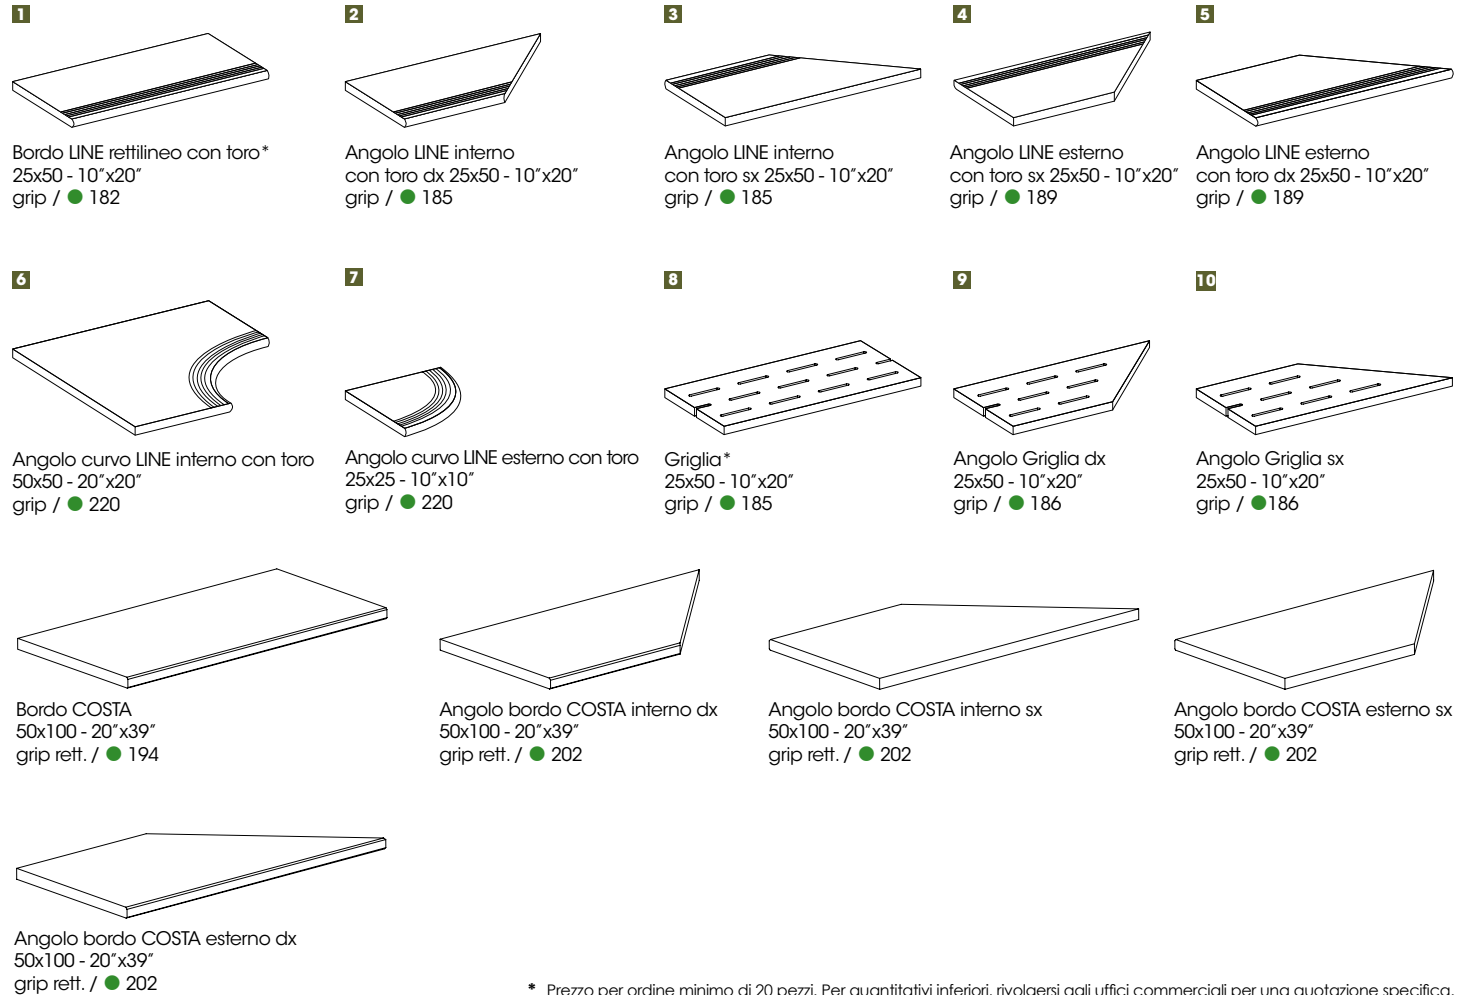 1
Bordo LINE rettilineo con toro*
25x50 - 10"x20"
grip / ● 182
2
Angolo LINE interno
con toro dx 25x50 - 10"x20"
grip / ● 185
3
Angolo LINE interno
con toro sx 25x50 - 10"x20"
grip / ● 185
4
Angolo LINE esterno
con toro sx 25x50 - 10"x20"
grip / ● 189
5
Angolo LINE esterno
con toro dx 25x50 - 10"x20"
grip / ● 189
6
Angolo curvo LINE interno con toro
50x50 - 20"x20"
grip / ● 220
7
Angolo curvo LINE esterno con toro
25x25 - 10"x10"
grip / ● 220
8
Griglia*
25x50 - 10"x20"
grip / ● 185
9
Angolo Griglia dx
25x50 - 10"x20"
grip / ● 186
10
Angolo Griglia sx
25x50 - 10"x20"
grip / ●186
Bordo COSTA
50x100 - 20"x39"
grip rett. / ● 194
Angolo bordo COSTA interno dx
50x100 - 20"x39"
grip rett. / ● 202
Angolo bordo COSTA interno sx
50x100 - 20"x39"
grip rett. / ● 202
Angolo bordo COSTA esterno sx
50x100 - 20"x39"
grip rett. / ● 202
Angolo bordo COSTA esterno dx
50x100 - 20"x39"
grip rett. / ● 202
* Prezzo per ordine minimo di 20 pezzi. Per quantitativi inferiori, rivolgersi agli uffici commerciali per una quotazione specifica.